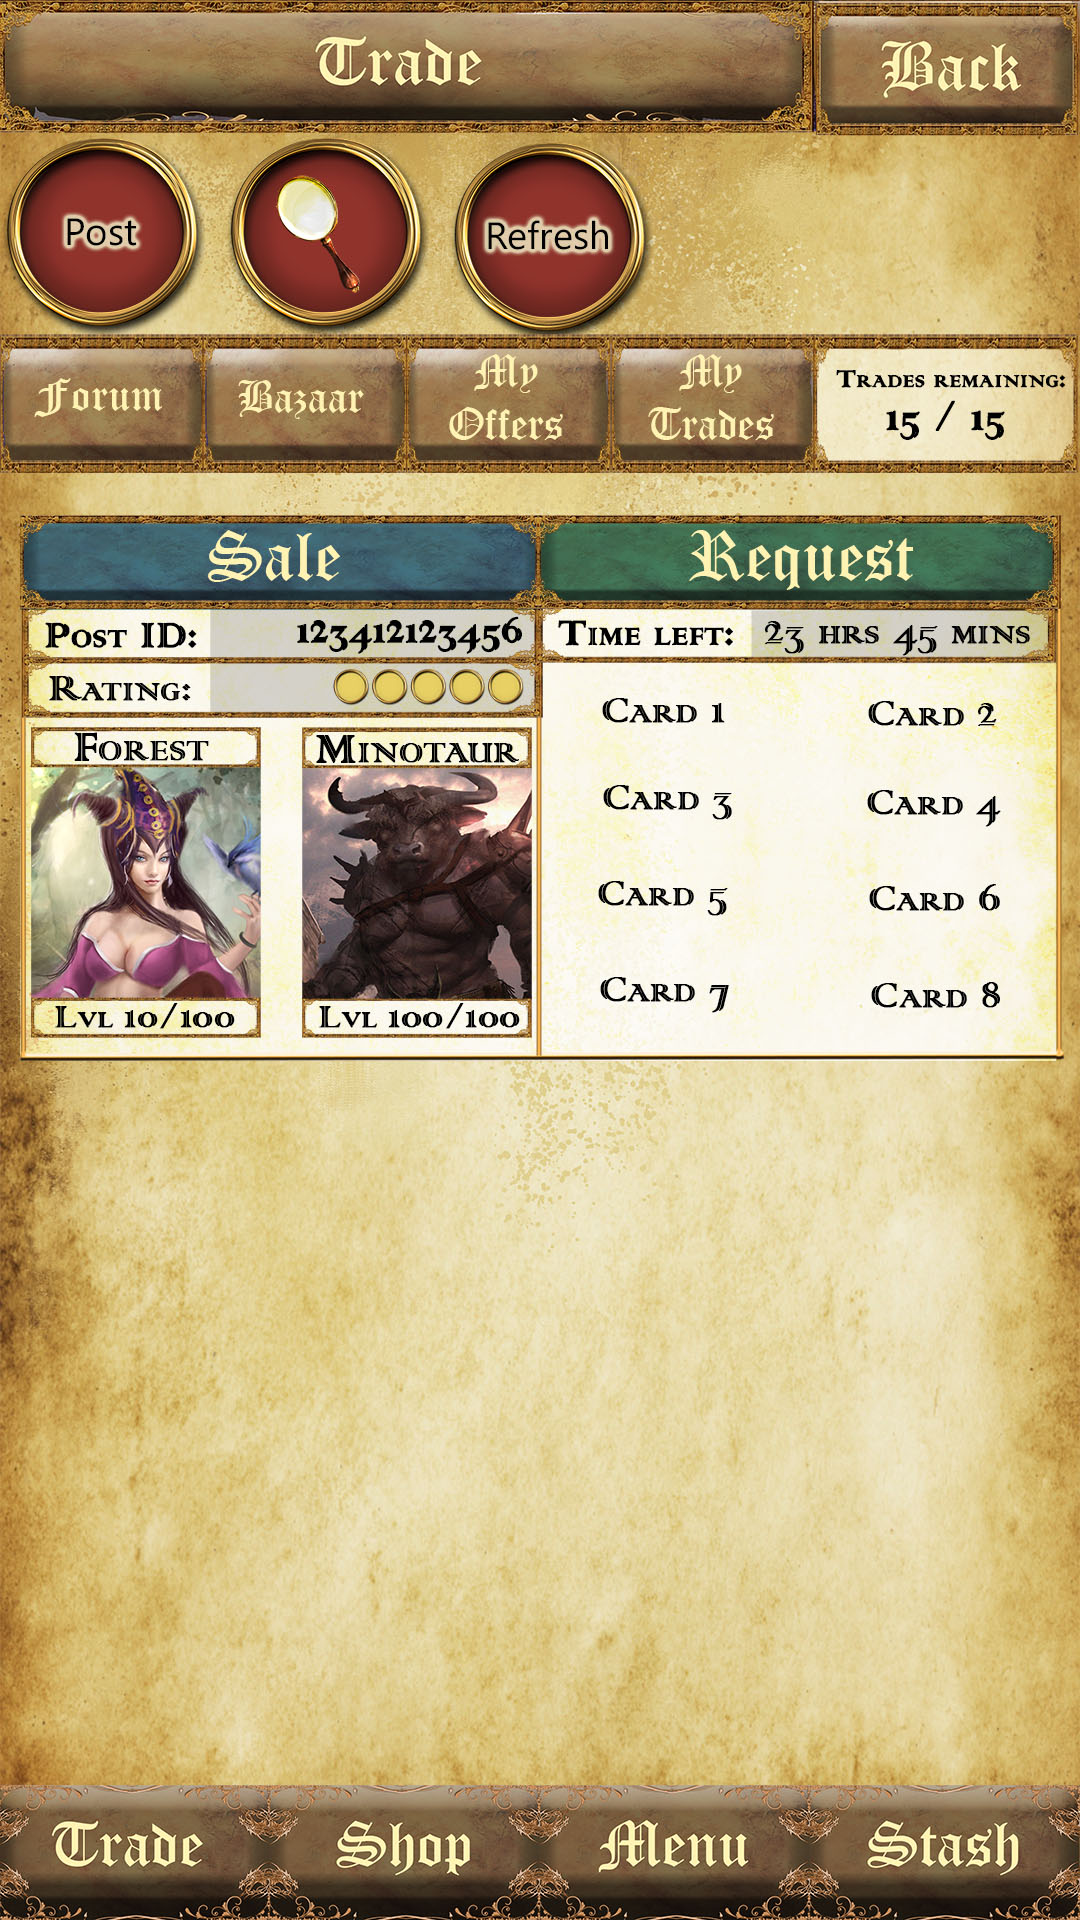 Trade
Back
Post
Refresh
Forum
Bazaar
My
Offers
My
Trades
Trades remaining:
15 / 15
Sale
Request
Post ID:
123412123456
Time left:
23 hrs 45 mins
Rating:
Forest
Minotaur
Lvl 10/100
Lvl 100/100
Card 1
Card 2
Card 3
Card 4
Card 5
Card 6
Card 7
Card 8
Trade
Shop
Menu
Stash